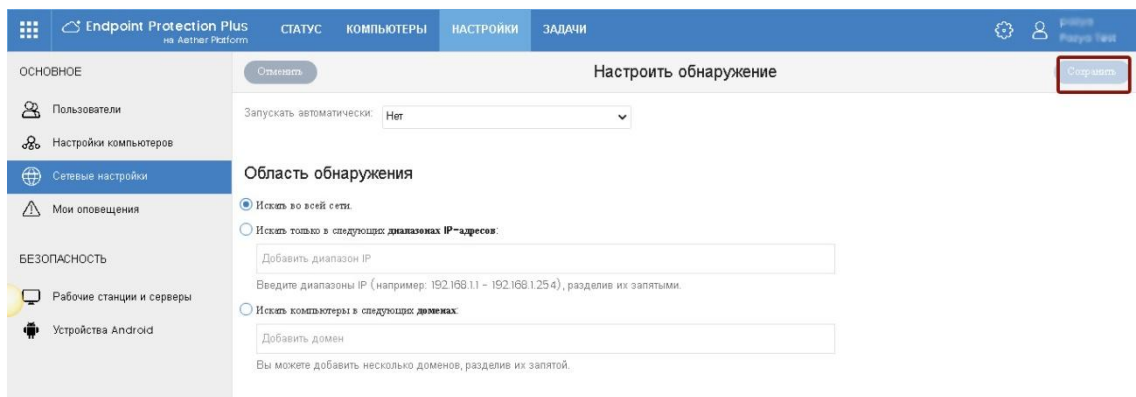 Endpoint Protection Plus
на Aether Platform
СТАТУС
КОМПЬЮТЕРЫ
НАСТРОЙКИ
ЗАДАЧИ
ОСНОВНОЕ
Пользователи
Настройки компьютеров
Сетевые настройки
Мои оповещения
БЕЗОПАСНОСТЬ
Рабочие станции и серверы
Устройства Android
Отменить
Настроить обнаружение
Сохранить
Запускать автоматически:
Нет
Область обнаружения
Искать во всей сети.
Искать только в следующих диапазонах IP-адресов:
Добавить диапазон IP
Введите диапазоны IP (например: 192.168.1.1 - 192.168.1.254), разделив их запятыми.
Искать компьютеры в следующих доменах:
Добавить домен
Вы можете добавить несколько доменов, разделив их запятой.